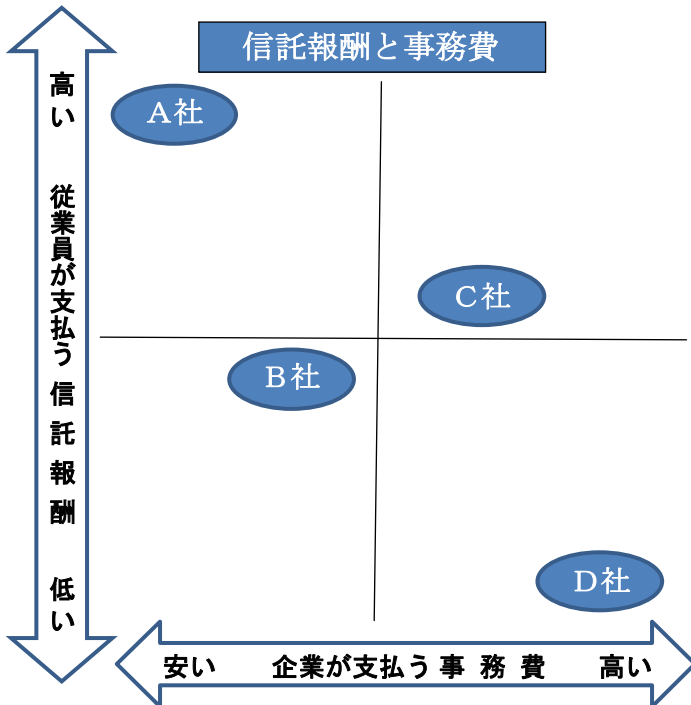 信託報酬と事務費
高い 従業員が支払う信託報酬 低い
A社
C社
B社
D社
安い 企業が支払う事務費 高い